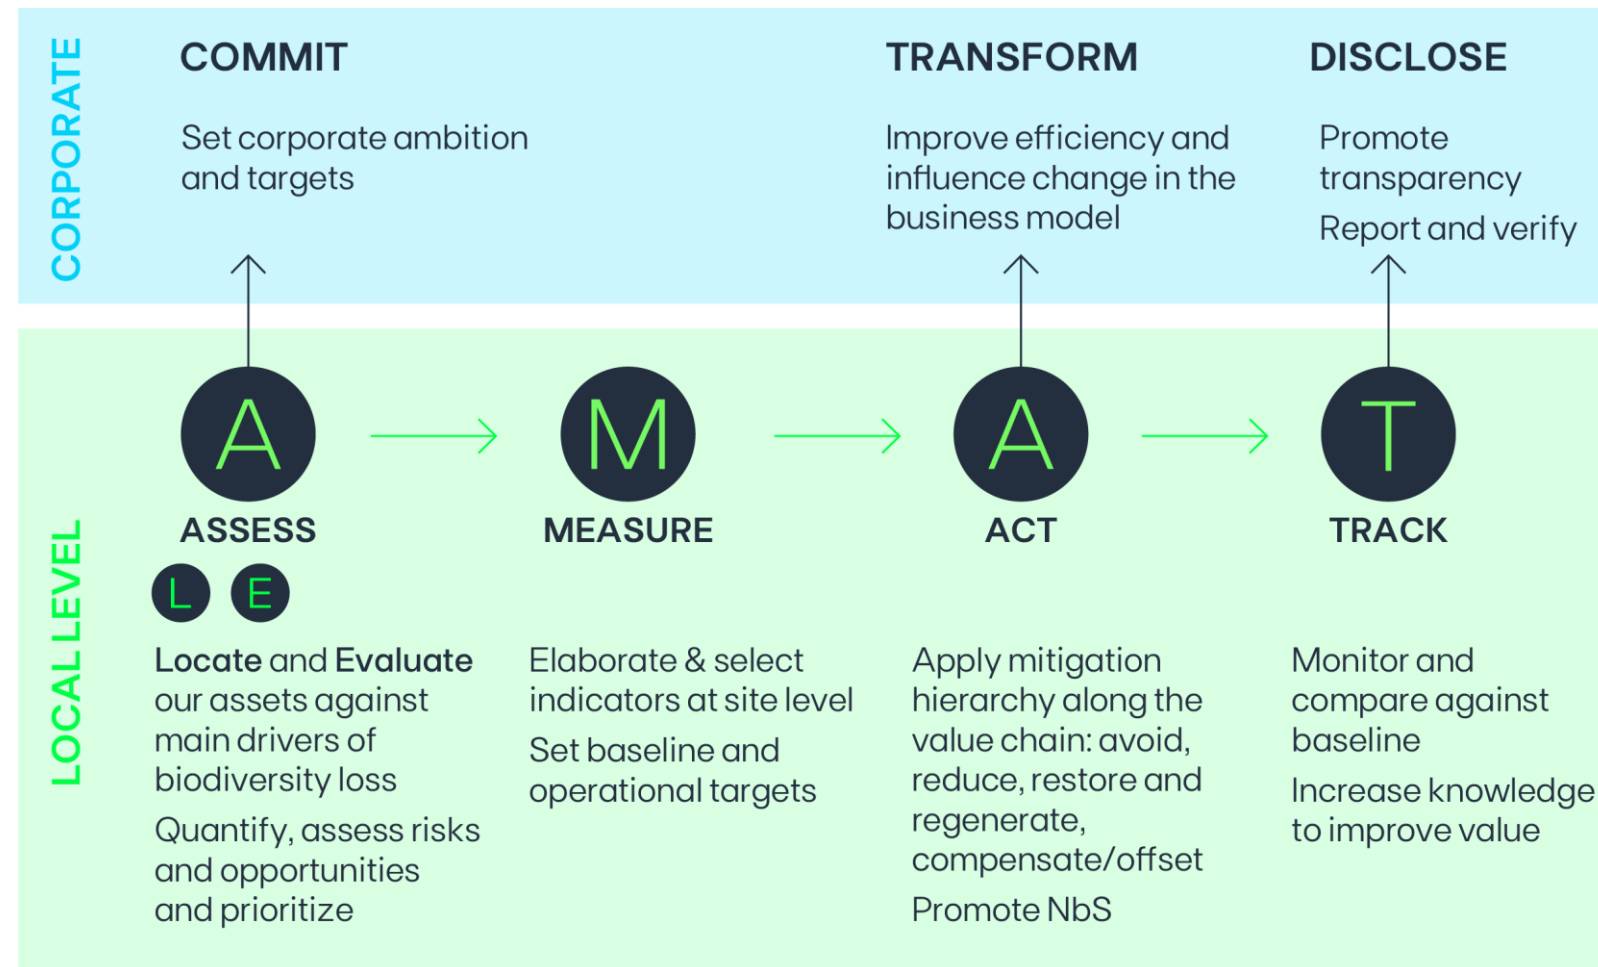 CORPORATE
COMMIT
Set corporate ambition
and targets
TRANSFORM
Improve efficiency and
influence change in the
business model
DISCLOSE
Promote
transparency
Report and verify
LOCAL LEVEL
A
ASSESS
L E
Locate and Evaluate
our assets against
main drivers of
biodiversity loss
Quantify, assess risks
and opportunities
and prioritize
M
MEASURE
Elaborate & select
indicators at site level
Set baseline and
operational targets
A
ACT
Apply mitigation
hierarchy along the
value chain: avoid,
reduce, restore and
regenerate,
compensate/offset
Promote NbS
T
TRACK
Monitor and
compare against
baseline
Increase knowledge
to improve value